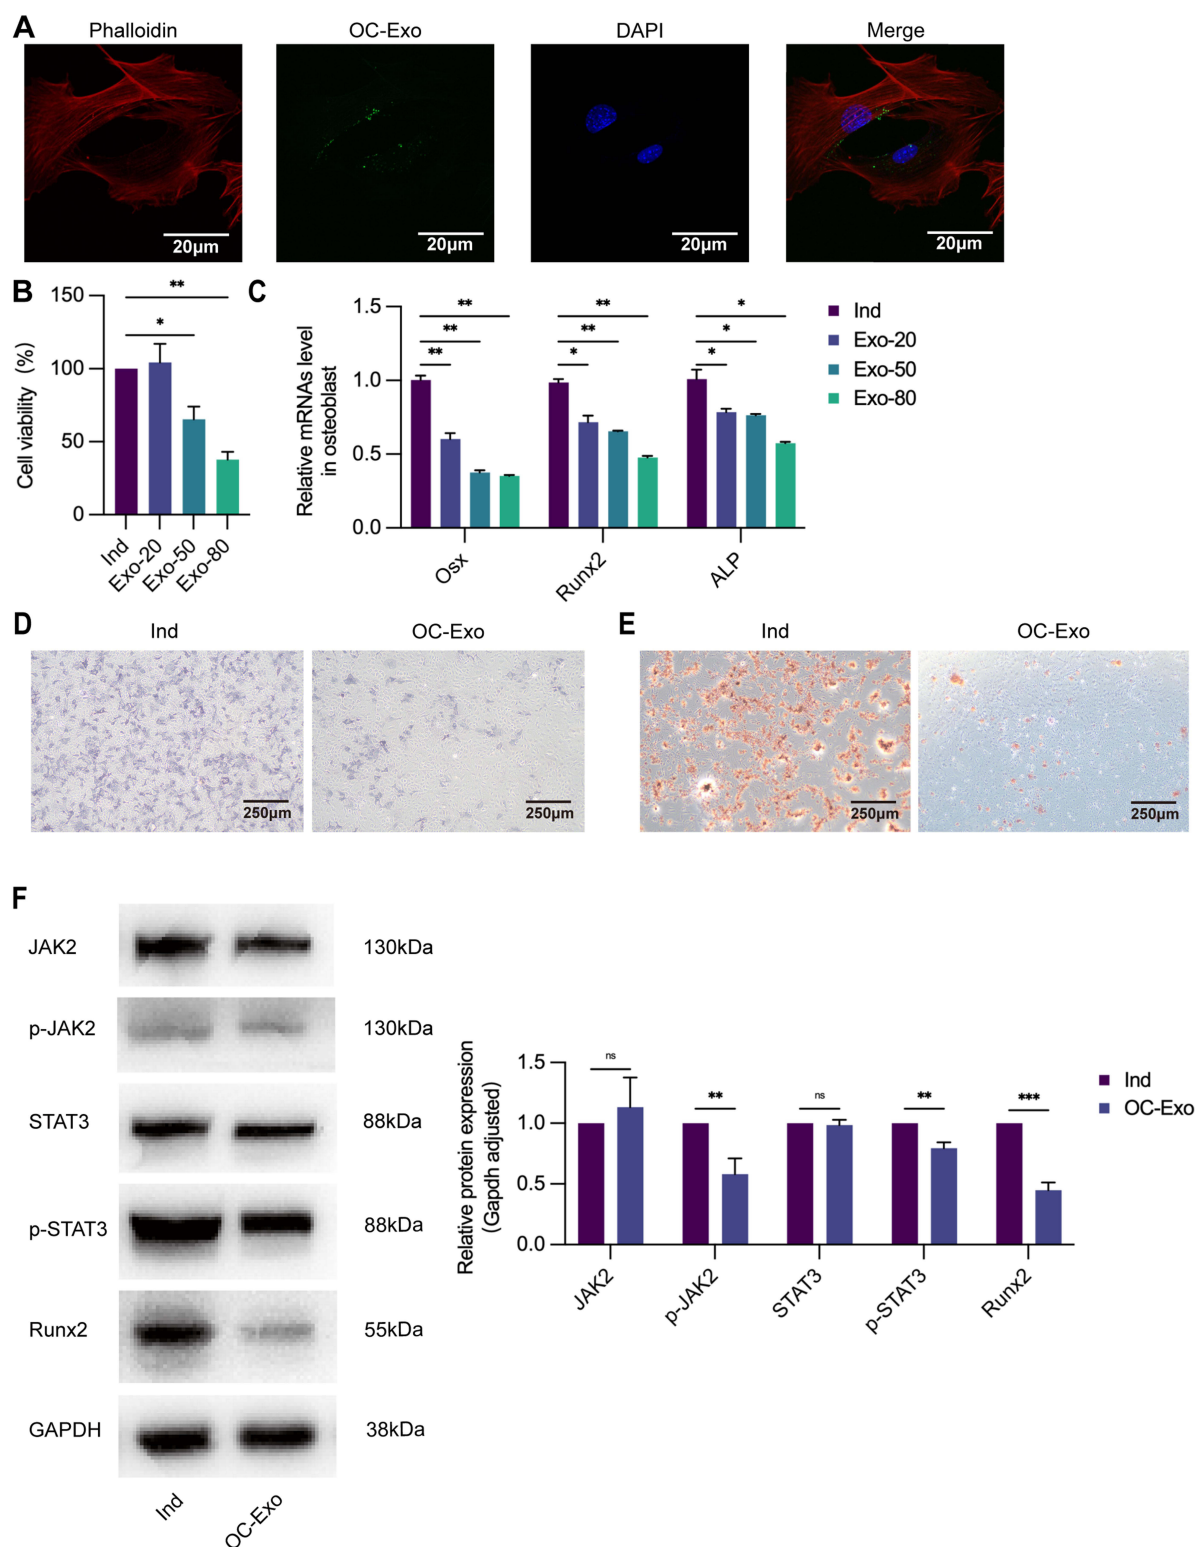 A
Phalloidin
OC-Exo
DAPI
Merge
20μm
20μm
20μm
20μm
B
Cell viability (%)
150
100
50
0
**
*
Ind
Exo-20
Exo-50
Exo-80
C
Relative mRNAs level
in osteoblast
1.5
1.0
0.5
0.0
**
**
**
**
**
*
*
*
*
Osx
Runx2
ALP
Ind
Exo-20
Exo-50
Exo-80
D
Ind
OC-Exo
250μm
250μm
E
Ind
OC-Exo
250μm
250μm
F
JAK2
130kDa
p-JAK2
130kDa
STAT3
88kDa
p-STAT3
88kDa
Runx2
55kDa
GAPDH
38kDa
Ind
OC-Exo
Relative protein expression
(Gapdh adjusted)
1.5
1.0
0.5
0.0
ns
**
ns
**
***
JAK2
p-JAK2
STAT3
p-STAT3
Runx2
Ind
OC-Exo